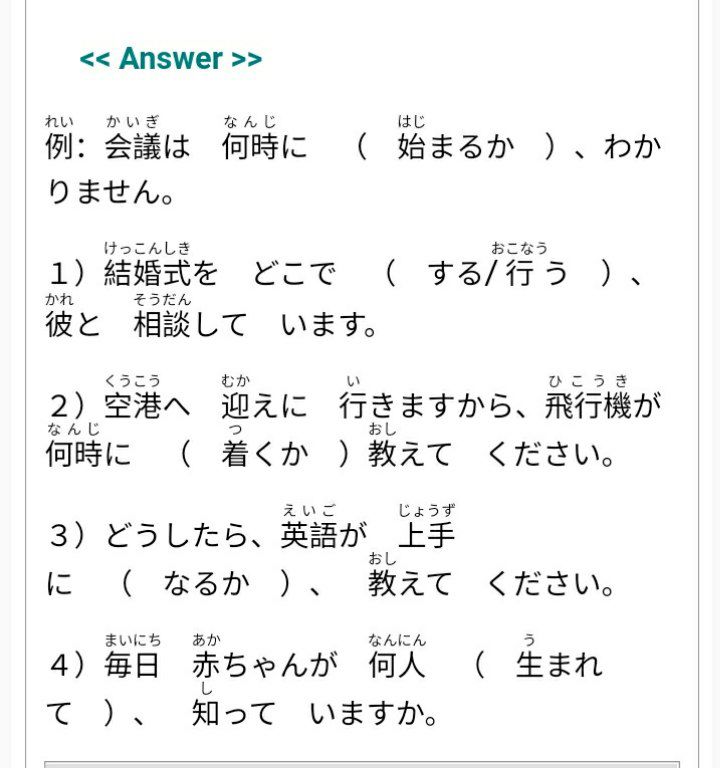 << Answer >>
れい かいぎ なんじ はじ
例：会議は 何時に （ 始まるか ）、わか
りません。
けっこんしき おこなう
１）結婚式を どこで （ する/行う ）、
かれ そうだん
彼と 相談して います。
くうこう むか い ひこうき
２）空港へ 迎えに 行きますから、飛行機が
なんじ つ おし
何時に （ 着くか ）教えて ください。
えいご じょうず
３）どうしたら、英語が 上手
おし
に （ なるか ）、 教えて ください。
まいにち あか なんにん う
４）毎日 赤ちゃんが 何人 （ 生まれ
し
て ）、 知って いますか。